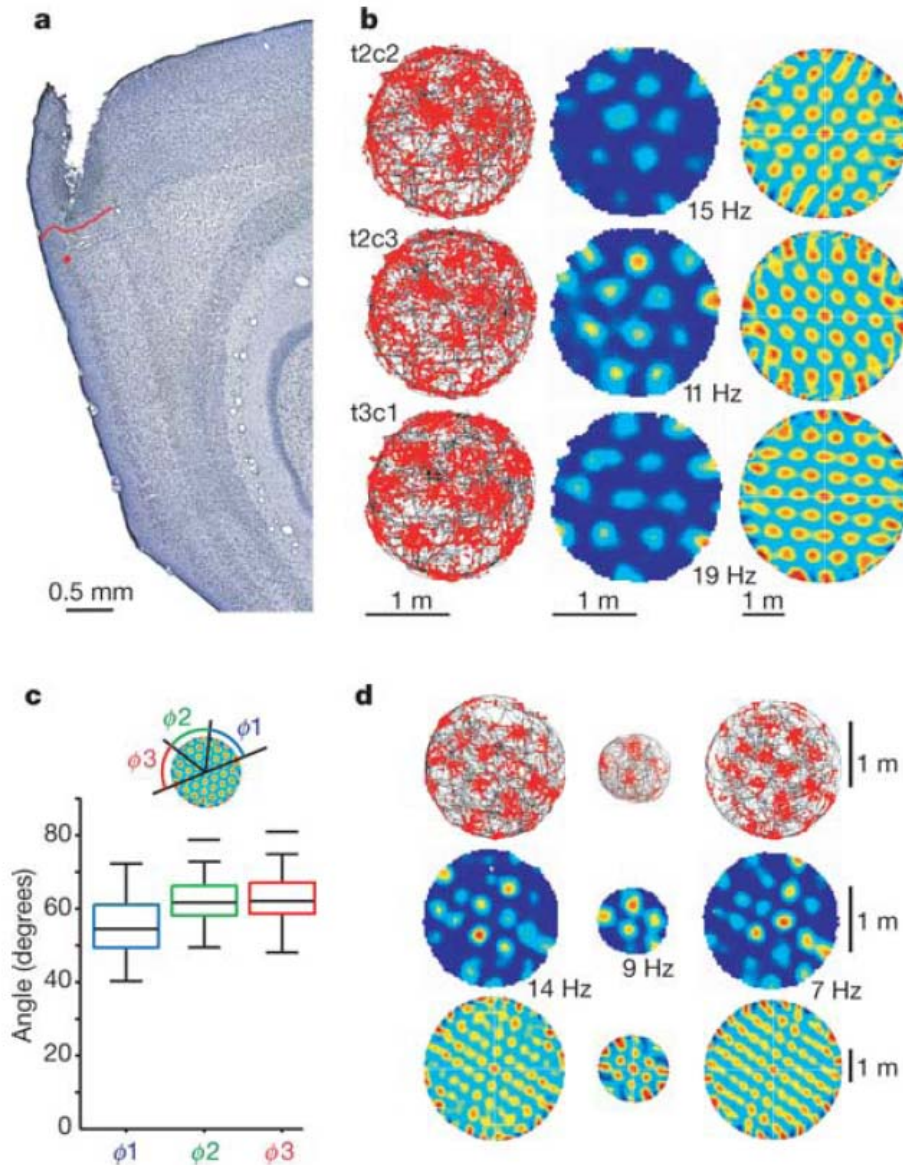 a
0.5 mm
b
t2c2
15 Hz
t2c3
11 Hz
t3c1
19 Hz
1 m 1 m 1 m
c
ϕ1
ϕ2
ϕ3
Angle (degrees)
80
60
40
20
0
ϕ1 ϕ2 ϕ3
d
1 m
1 m
14 Hz 9 Hz 7 Hz
1 m